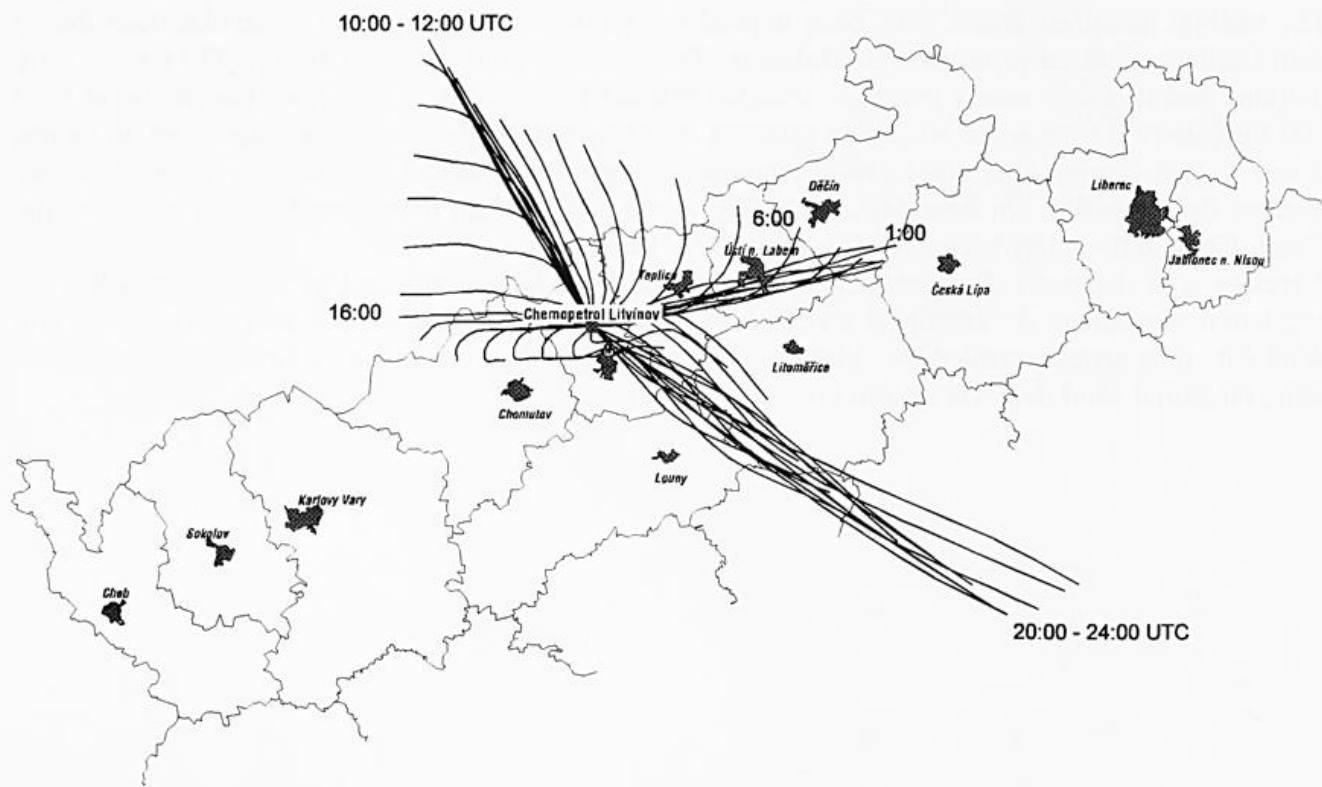 10:00 - 12:00 UTC
Liberec
Děčín
6:00
1:00
Ústí n. Labem
Jablonec n. Nisou
Teplice
Česká Lípa
16:00
Chemopetrol Litvínov
Litoměřice
Chomutov
Louny
Karlovy Vary
Sokolov
Cheb
20:00 - 24:00 UTC